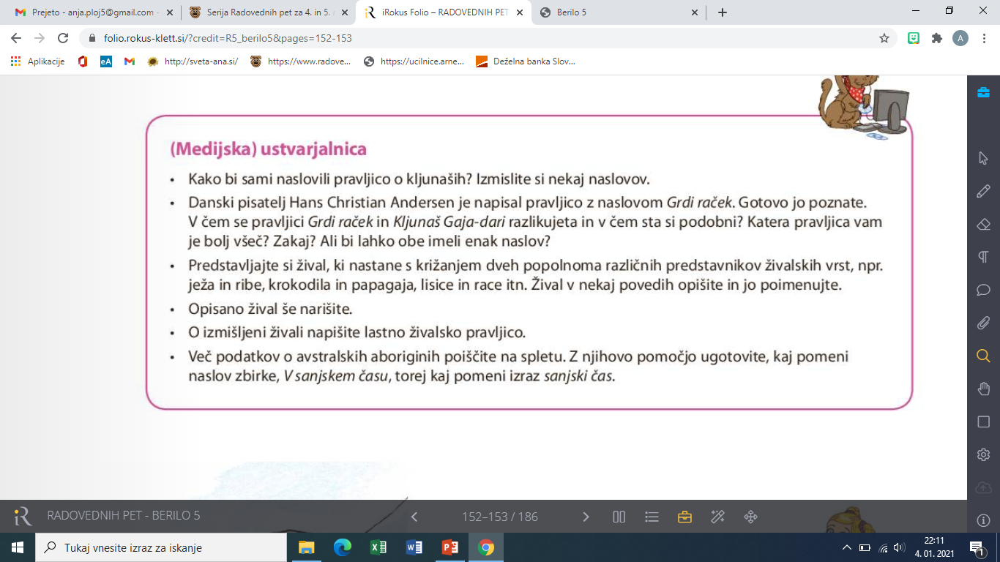 Prejeto - anja.ploj5@gmail.com -
Serija Radovednih pet za 4. in 5.
iRokus Folio – RADOVEDNIH PET
Berilo 5
folio.rokus-klett.si/?credit=R5_berilo5&pages=152-153
A
Aplikacije
eA
http://sveta-ana.si/
https://www.radove...
https://ucilnice.arne...
Deželna banka Slov...
(Medijska) ustvarjalnica
• Kako bi sami naslovili pravljico o kljunaših? Izmislite si nekaj naslovov.
• Danski pisatelj Hans Christian Andersen je napisal pravljico z naslovom Grdi raček. Gotovo jo poznate.
V čem se pravljici Grdi raček in Kljunaš Gaja-dari razlikujeta in v čem sta si podobni? Katera pravljica vam
je bolj všeč? Zakaj? Ali bi lahko obe imeli enak naslov?
• Predstavljajte si žival, ki nastane s križanjem dveh popolnoma različnih predstavnikov živalskih vrst, npr.
ježa in ribe, krokodila in papagaja, lisice in race itn. Žival v nekaj povedih opišite in jo poimenujte.
• Opisano žival še narišite.
• O izmišljeni živali napišite lastno živalsko pravljico.
• Več podatkov o avstralskih aboriginih poiščite na spletu. Z njihovo pomočjo ugotovite, kaj pomeni
naslov zbirke, V sanjskem času, torej kaj pomeni izraz sanjski čas.
iR
RADOVEDNIH PET - BERILO 5
152–153 / 186
Tukaj vnesite izraz za iskanje
22:11
4. 01. 2021
1